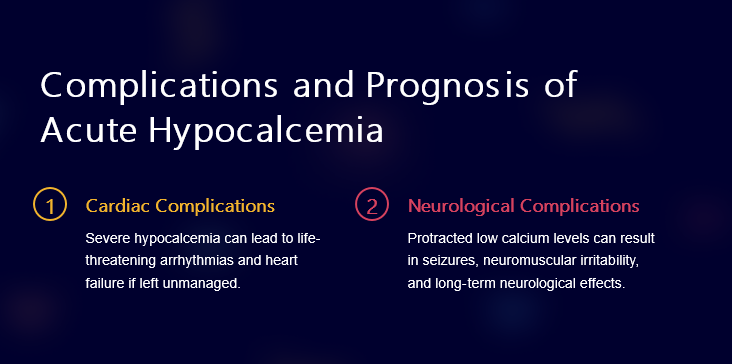 Complications and Prognosis of
Acute Hypocalcemia
1
Cardiac Complications
Severe hypocalcemia can lead to life-
threatening arrhythmias and heart
failure if left unmanaged.
2
Neurological Complications
Protracted low calcium levels can result
in seizures, neuromuscular irritability,
and long-term neurological effects.